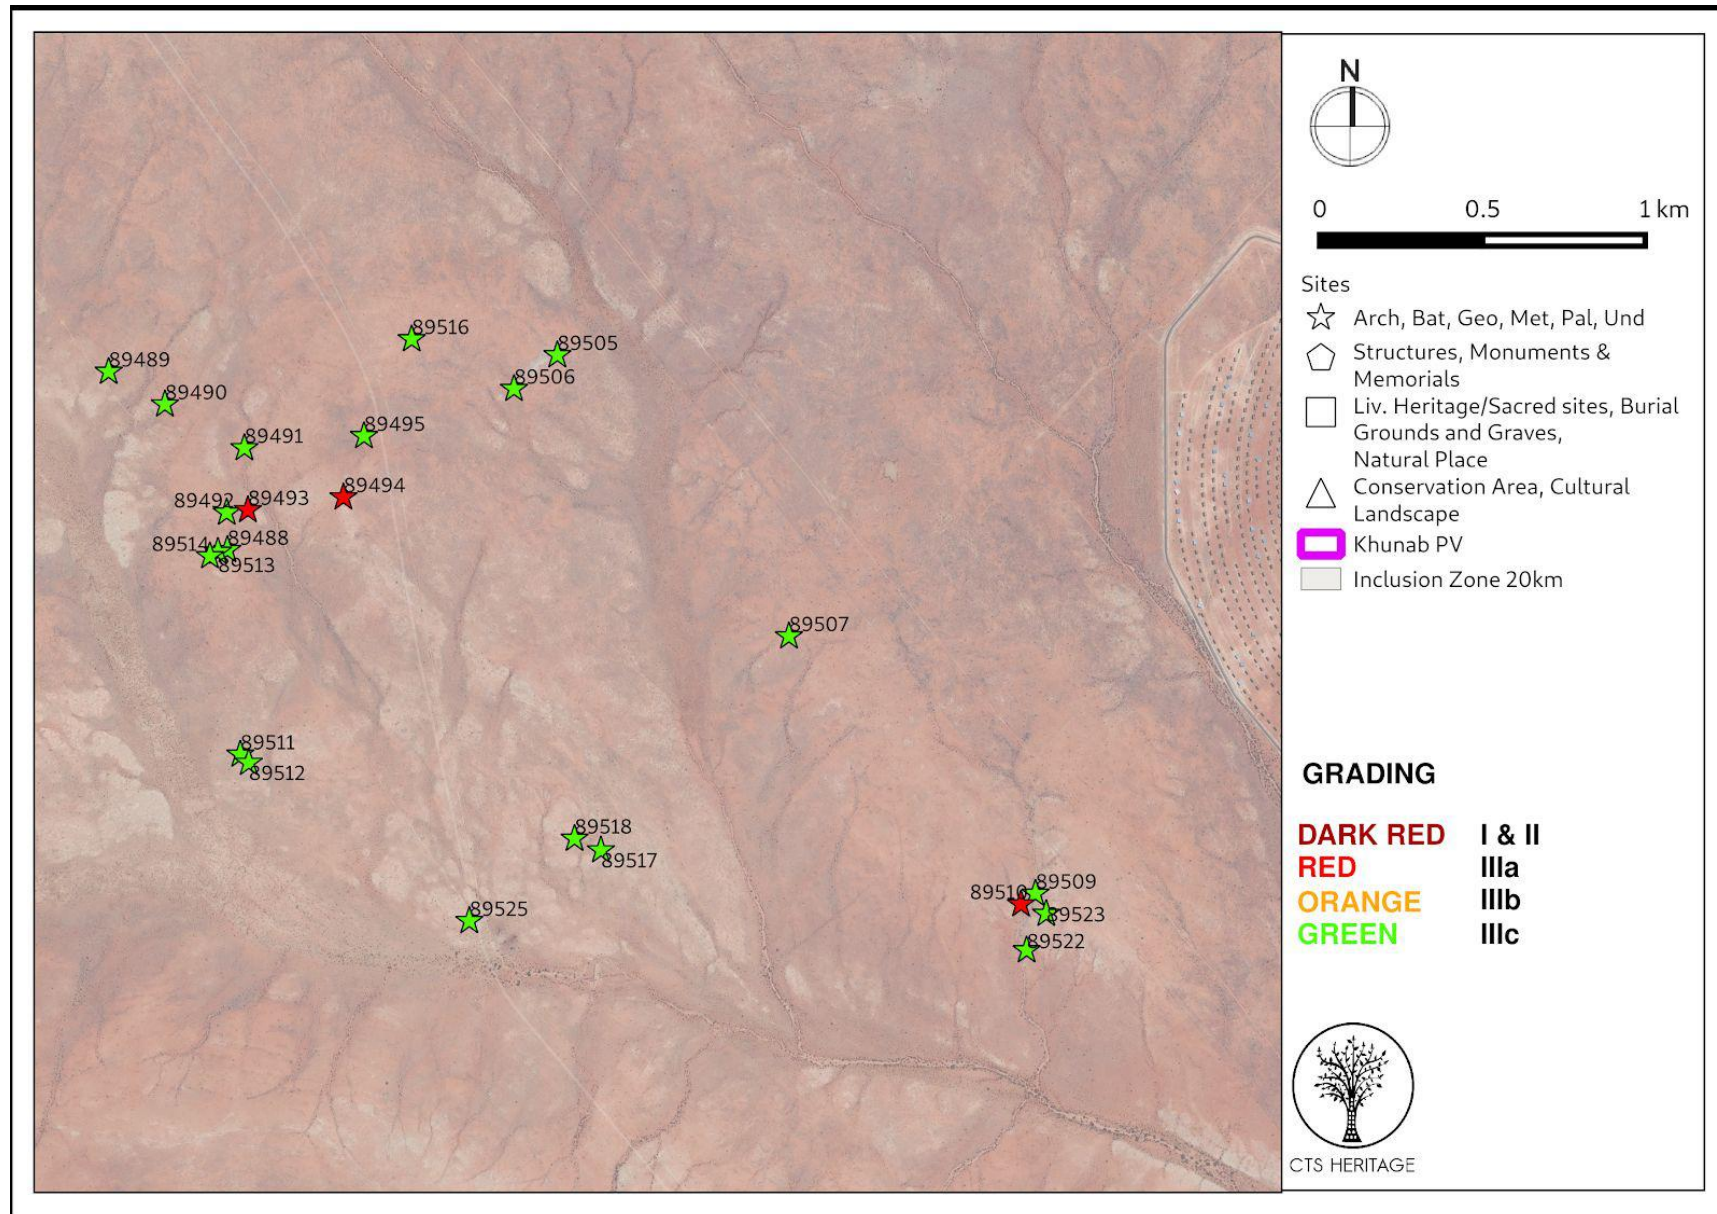 N
0 0.5 1 km
Sites
Arch, Bat, Geo, Met, Pal, Und
Structures, Monuments &
Memorials
Liv. Heritage/Sacred sites, Burial
Grounds and Graves,
Natural Place
Conservation Area, Cultural
Landscape
Khunab PV
Inclusion Zone 20km
GRADING
DARK RED I & II
RED IIIa
ORANGE IIIb
GREEN IIIc
CTS HERITAGE
89516
89505
89489
89506
89490
89495
89491
89494
89492
89493
89488
89514
89513
89507
89511
89512
89518
89517
89509
89510
89525
89523
89522